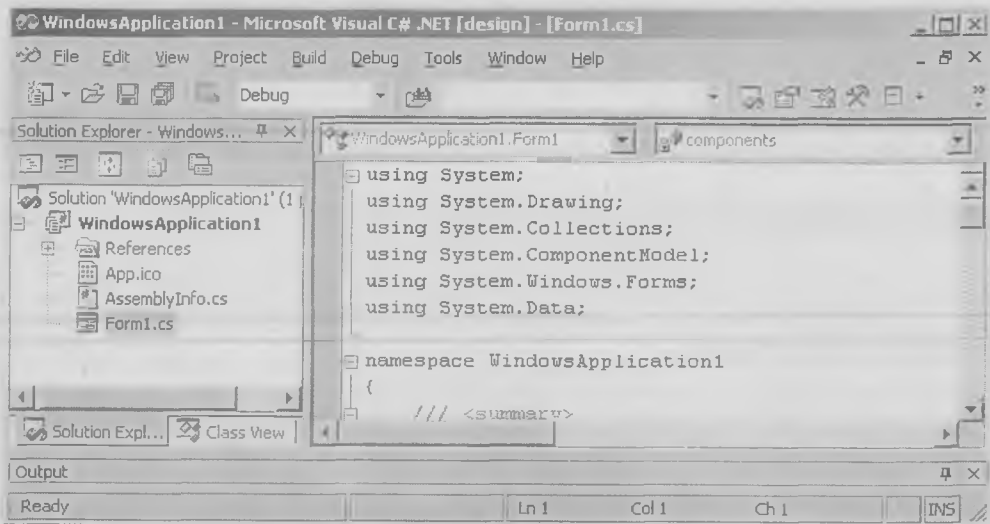 WindowsApplication1 - Microsoft Visual C# .NET [design] - [Form1.cs]
File Edit View Project Build Debug Tools Window Help
Debug
Solution Explorer - Windows...
WindowsApplication1.Form1
components
Solution 'WindowsApplication1' (1
WindowsApplication1
References
App.ico
AssemblyInfo.cs
Form1.cs
Solution Expl... Class View
using System;
using System.Drawing;
using System.Collections;
using System.ComponentModel;
using System.Windows.Forms;
using System.Data;
namespace WindowsApplication1
{
/// <summary>
Output
Ready Ln 1 Col 1 Ch 1 INS